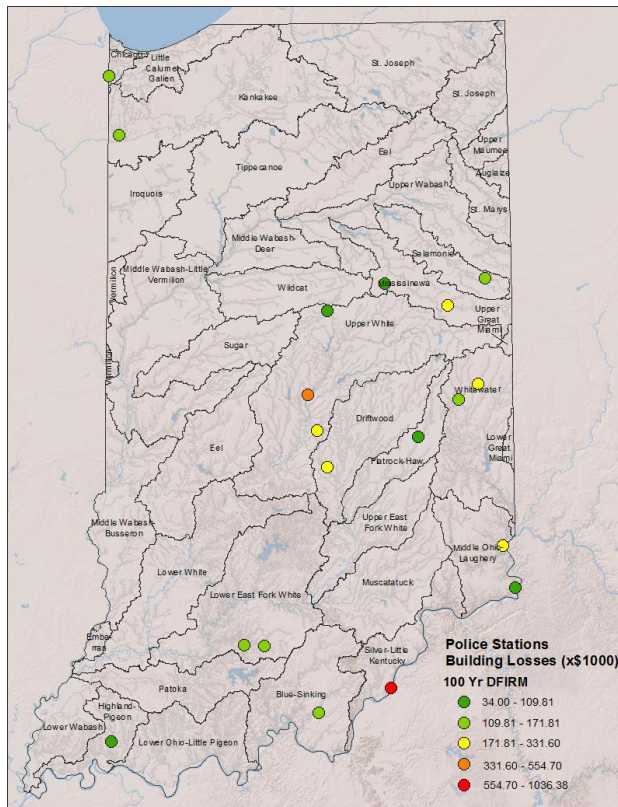 Chicago
Little
Calumet-
Galien
St. Joseph
St. Joseph
Kankakee
Upper
Maumee
Auglaize
Eel
Tippecanoe
Upper Wabash
Iroquois
St. Marys
Middle Wabash-
Deer
Salamonie
Middle Wabash-Little
Vermilion
Vermilion
Mississinewa
Wildcat
Upper
Great
Miami
Upper White
Sugar
Vermilion
Whitewater
Driftwood
Eel
Lower
Great
Miami
Flatrock-Haw
Middle Wabash-
Busseron
Upper East
Fork White
Middle Ohio-
Laughery
Lower White
Muscatatuck
Lower East Fork White
Embar-
ras
Silver-Little
Kentucky
Patoka
Blue-Sinking
Highland-
Pigeon
Lower Wabash
Lower Ohio-Little Pigeon
Police Stations
Building Losses (x$1000)
100 Yr DFIRM
34.00 - 109.81
109.81 - 171.81
171.81 - 331.60
331.60 - 554.70
554.70 - 1036.38